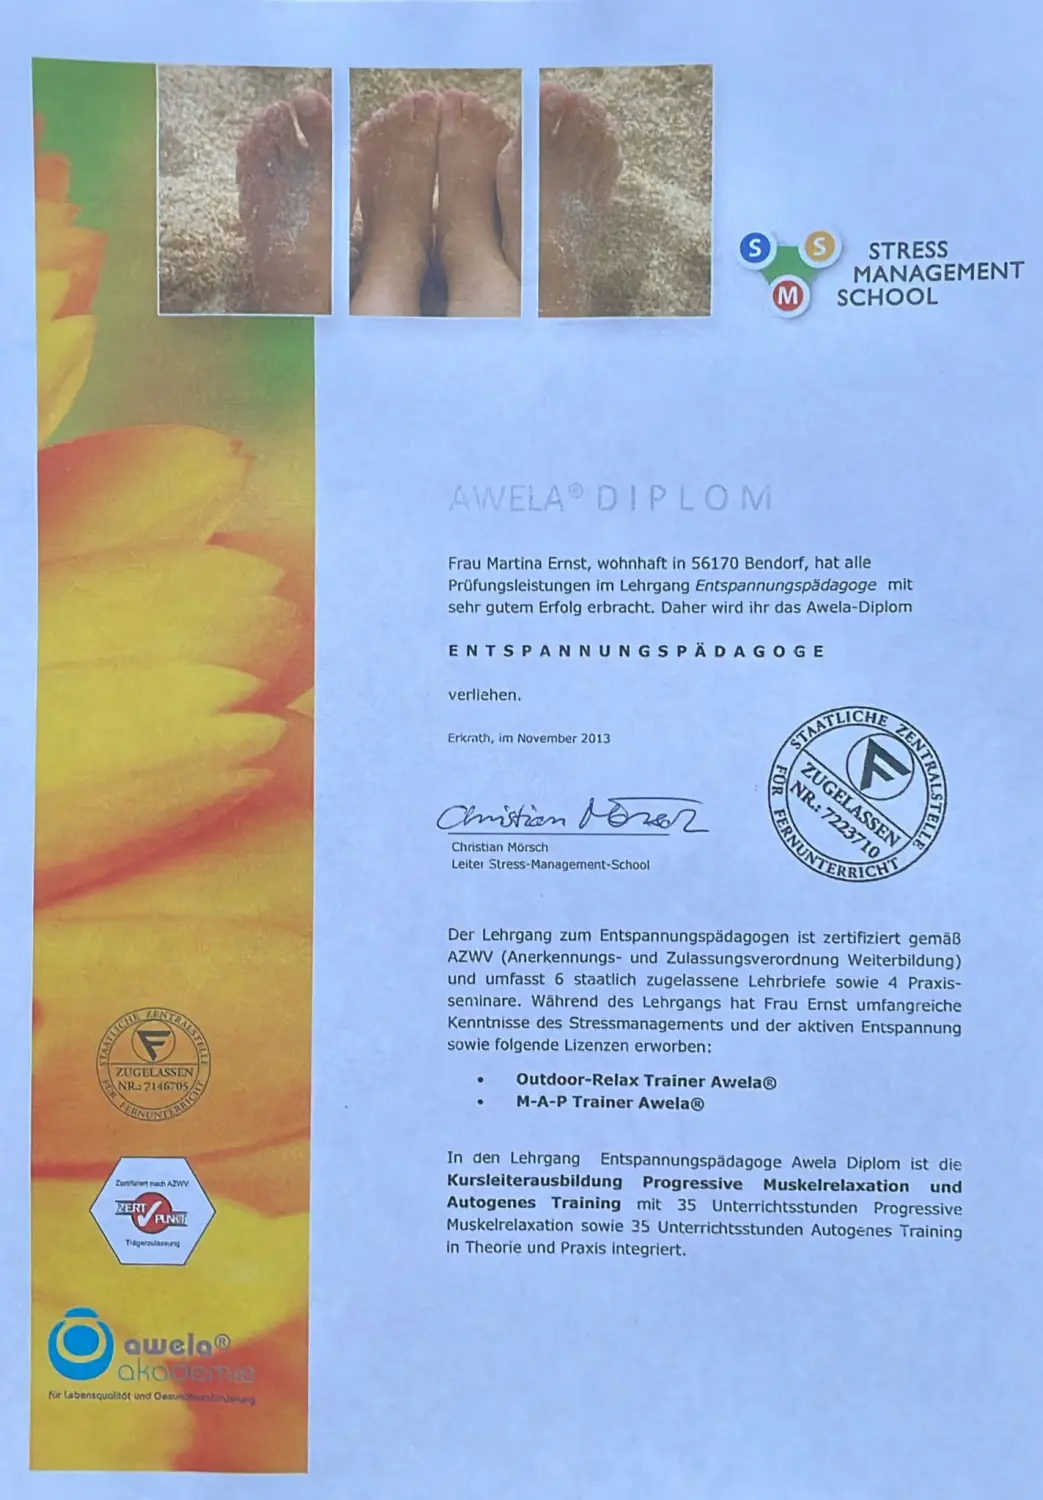 S S M
STRESS
MANAGEMENT
SCHOOL
AWELA® DIPLOM
Frau Martina Ernst, wohnhaft in 56170 Bendorf, hat alle
Prüfungsleistungen im Lehrgang Entspannungspädagoge mit
sehr gutem Erfolg erbracht. Daher wird ihr das Awela-Diplom
ENTSPANNUNGSPÄDAGOGE
verliehen.
Erkrath, im November 2013
Christian Mörsch
Christian Mörsch
Leiter Stress-Management-School
STAATLICHE ZENTRALSTELLE
FÜR FERNUNTERRICHT
ZUGELASSEN
NR.: 7223710
Der Lehrgang zum Entspannungspädagogen ist zertifiziert gemäß
AZWV (Anerkennungs- und Zulassungsverordnung Weiterbildung)
und umfasst 6 staatlich zugelassene Lehrbriefe sowie 4 Praxis-
seminare. Während des Lehrgangs hat Frau Ernst umfangreiche
Kenntnisse des Stressmanagements und der aktiven Entspannung
sowie folgende Lizenzen erworben:
• Outdoor-Relax Trainer Awela®
• M-A-P Trainer Awela®
In den Lehrgang Entspannungspädagoge Awela Diplom ist die
Kursleiterausbildung Progressive Muskelrelaxation und
Autogenes Training mit 35 Unterrichtsstunden Progressive
Muskelrelaxation sowie 35 Unterrichtsstunden Autogenes Training
in Theorie und Praxis integriert.
STAATLICHE ZENTRALSTELLE
FÜR FERNUNTERRICHT
ZUGELASSEN
NR.: 7146705
Zertifiziert nach AZWV
ZERT
PUNKT
Trägerzulassung
awela®
akademie
für Lebensqualität und Gesundheitsförderung